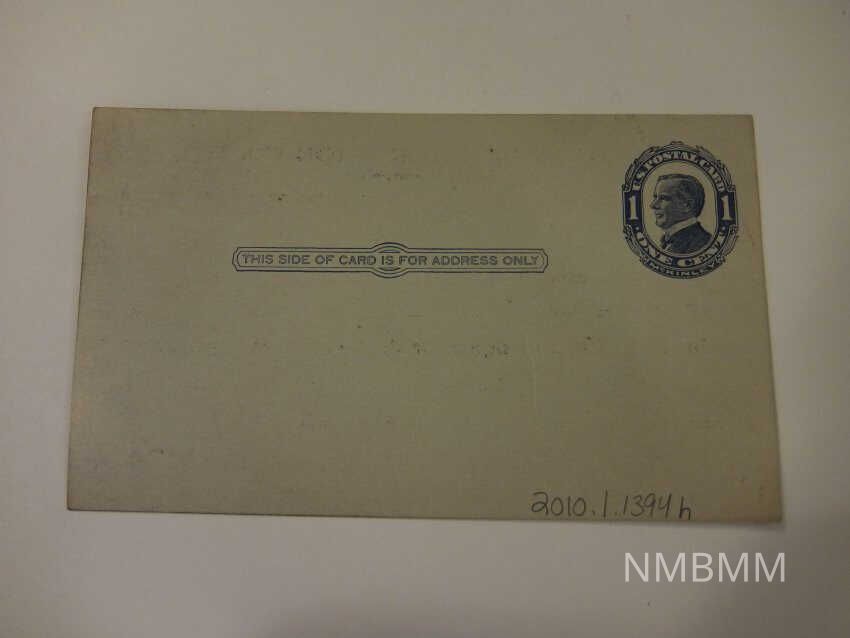 U.S. POSTAL CARD
1 1
ONE CENT.
McKINLEY
THIS SIDE OF CARD IS FOR ADDRESS ONLY
2010.1.1394h
NMBMM